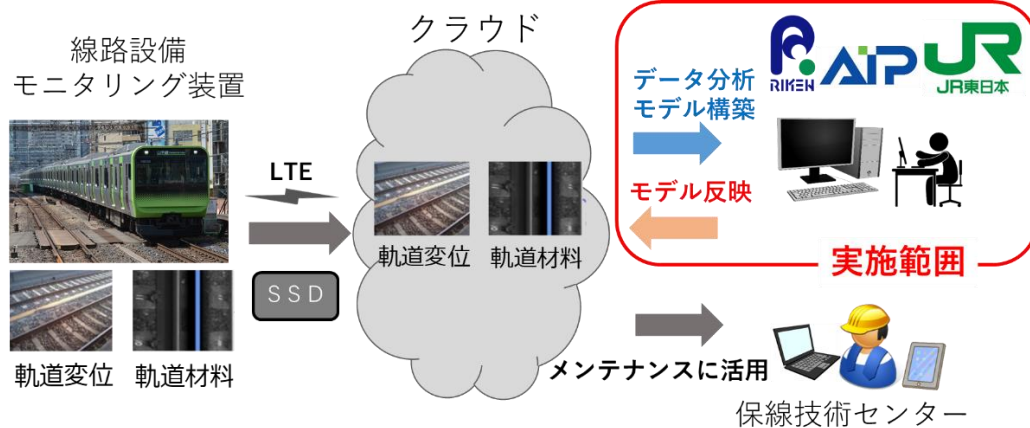 線路設備
モニタリング装置
LTE
SSD
軌道変位
軌道材料
クラウド
軌道変位
軌道材料
データ分析
モデル構築
モデル反映
RIKEN
AIP
JR
JR東日本
実施範囲
メンテナンスに活用
保線技術センター